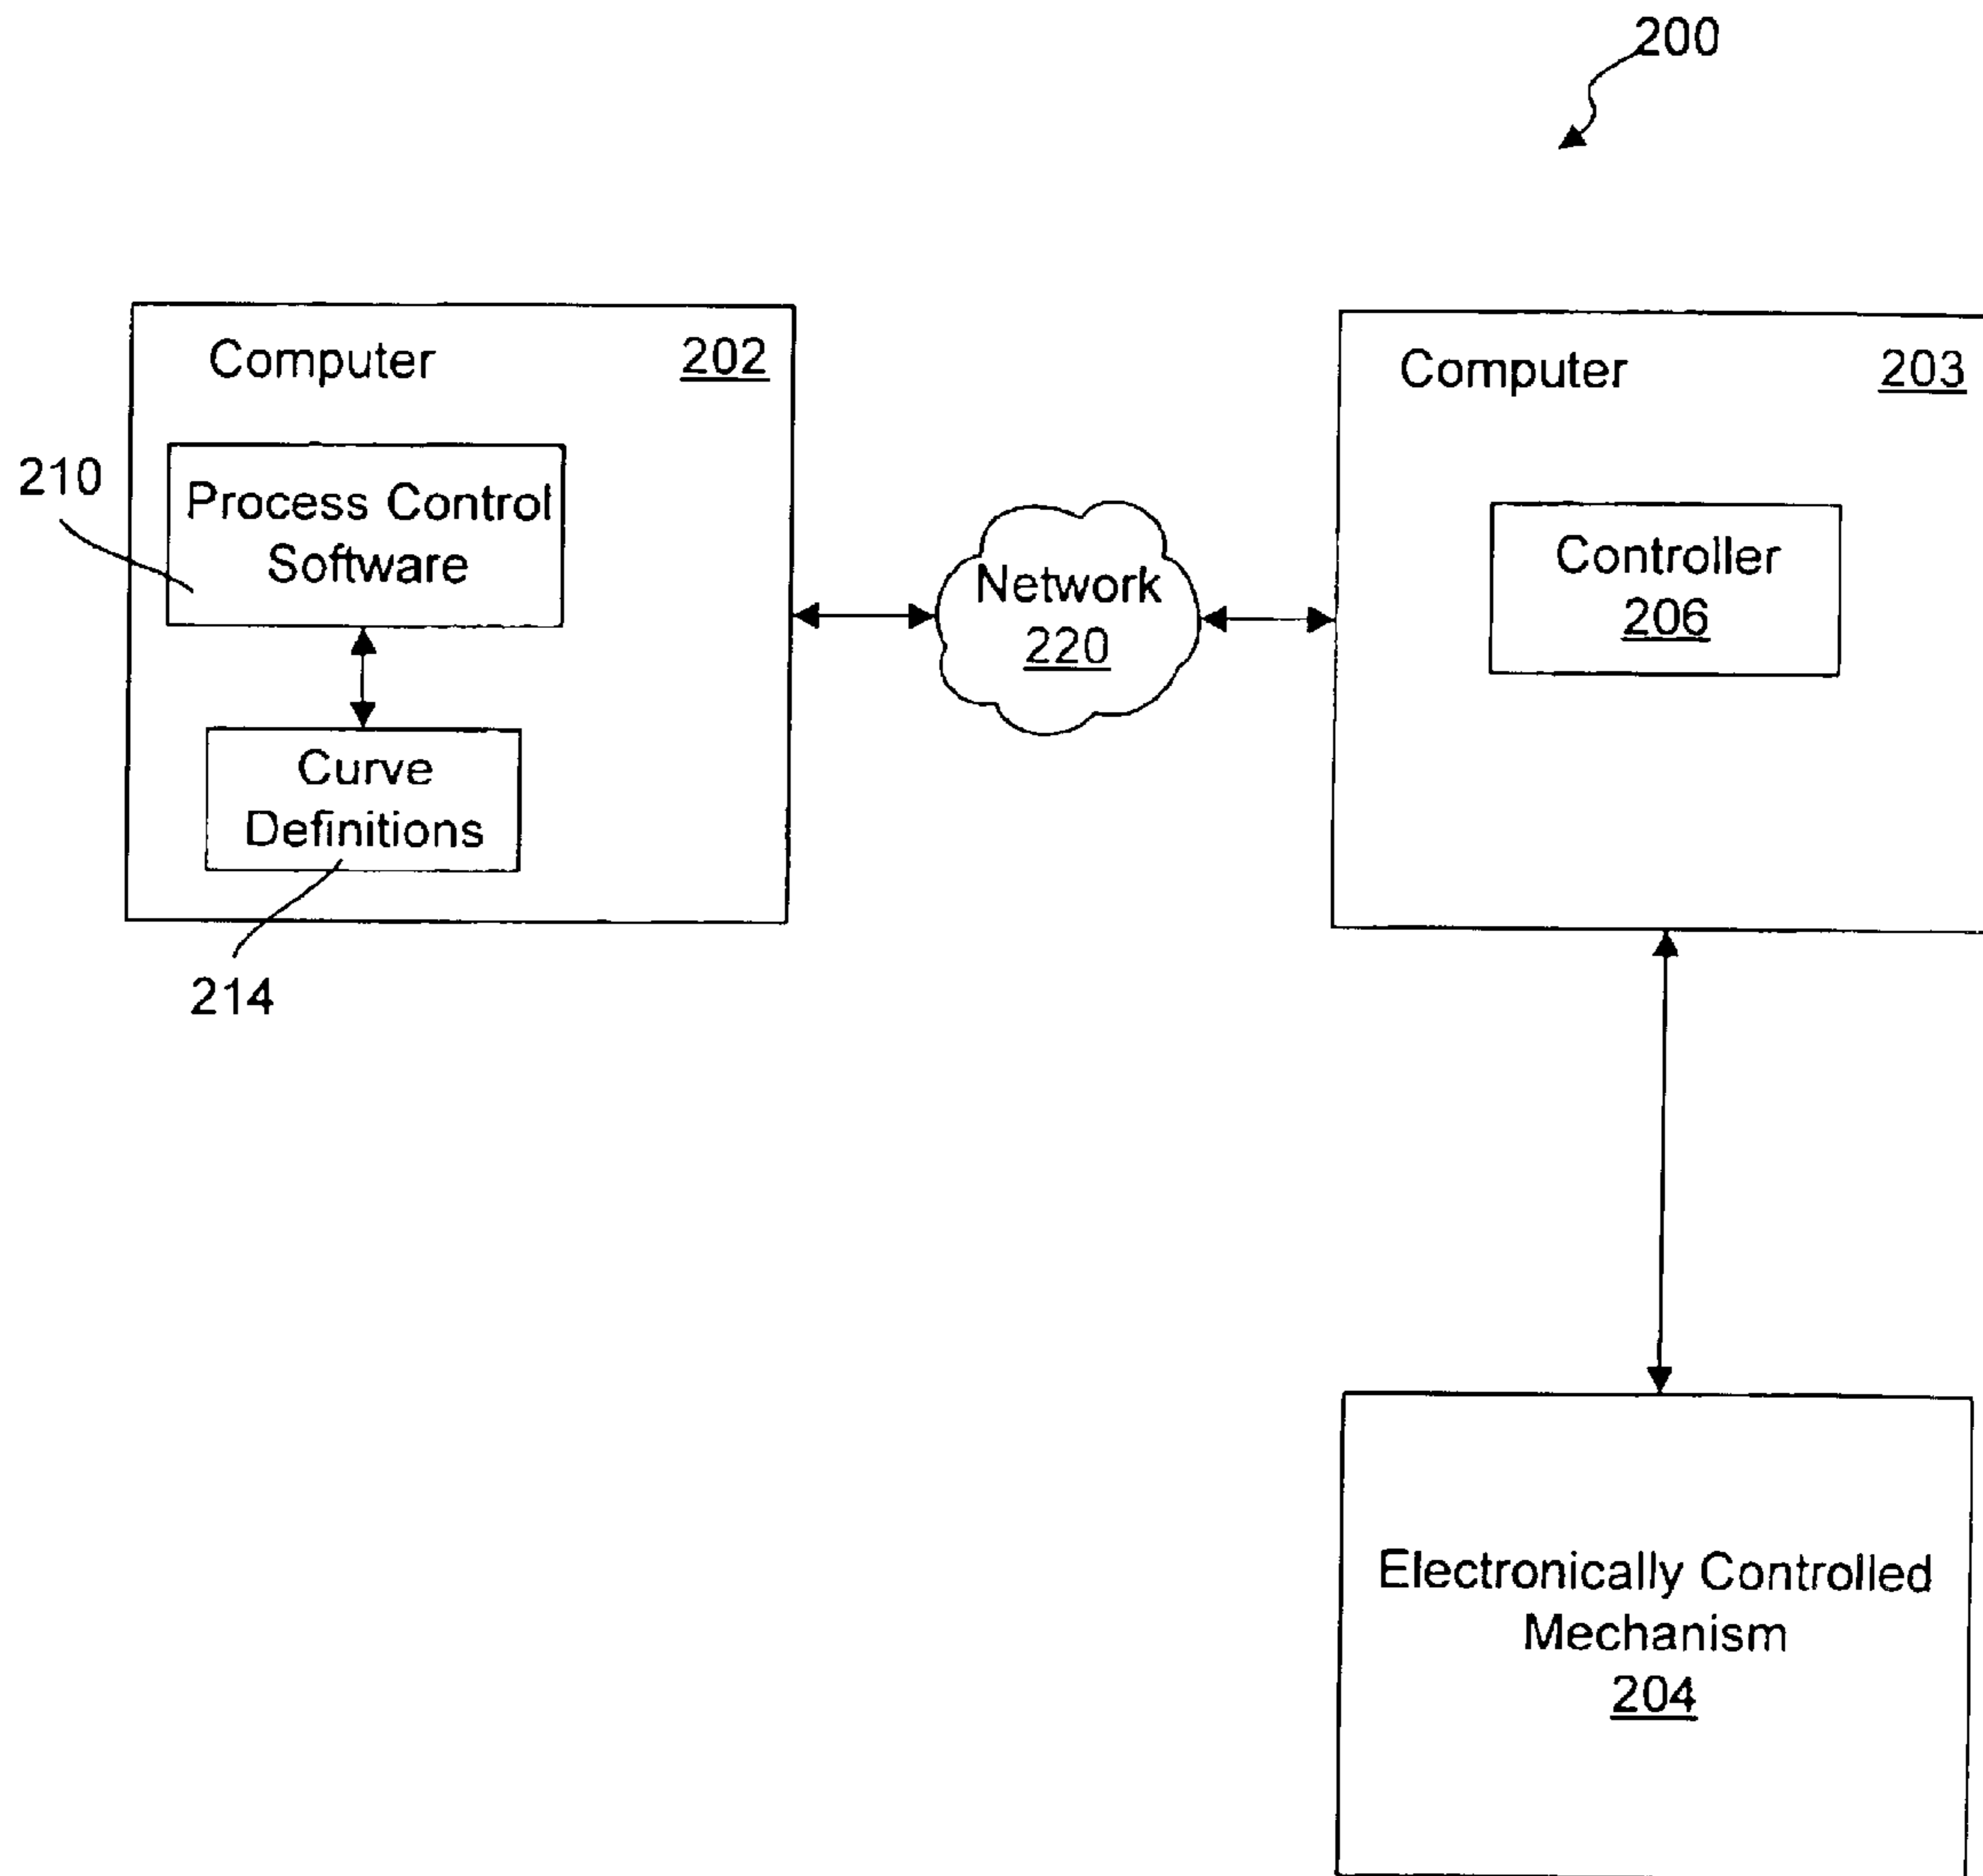 200
Computer
202
210
Process Control
Software
Curve
Definitions
214
Network
220
Computer
203
Controller
206
Electronically Controlled
Mechanism
204